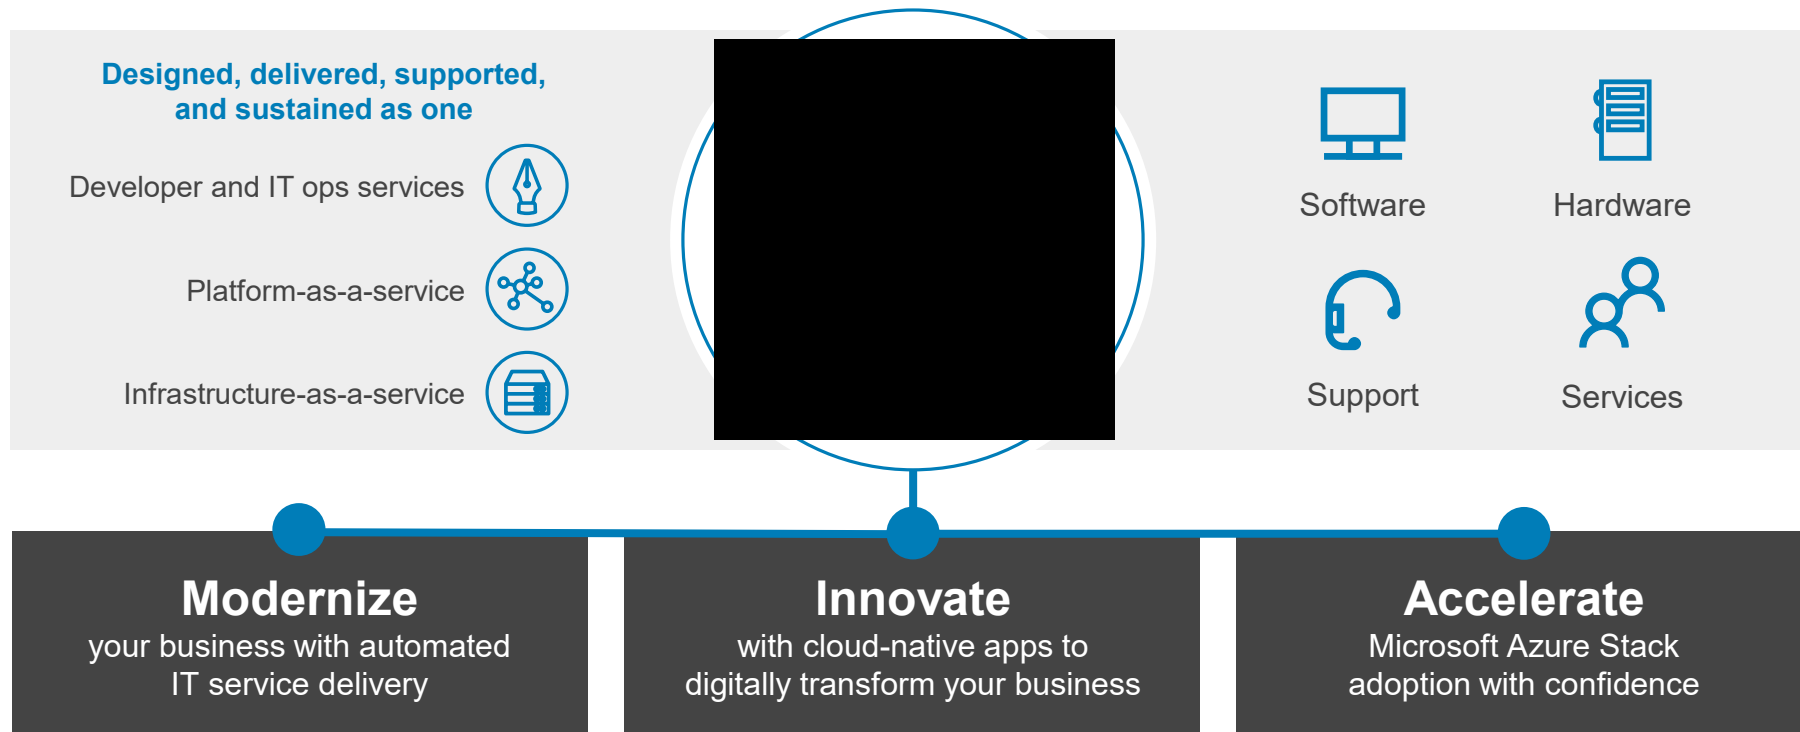 Designed, delivered, supported,
and sustained as one
Developer and IT ops services
Platform-as-a-service
Infrastructure-as-a-service
Software
Hardware
Support
Services
Modernize
your business with automated
IT service delivery
Innovate
with cloud-native apps to
digitally transform your business
Accelerate
Microsoft Azure Stack
adoption with confidence